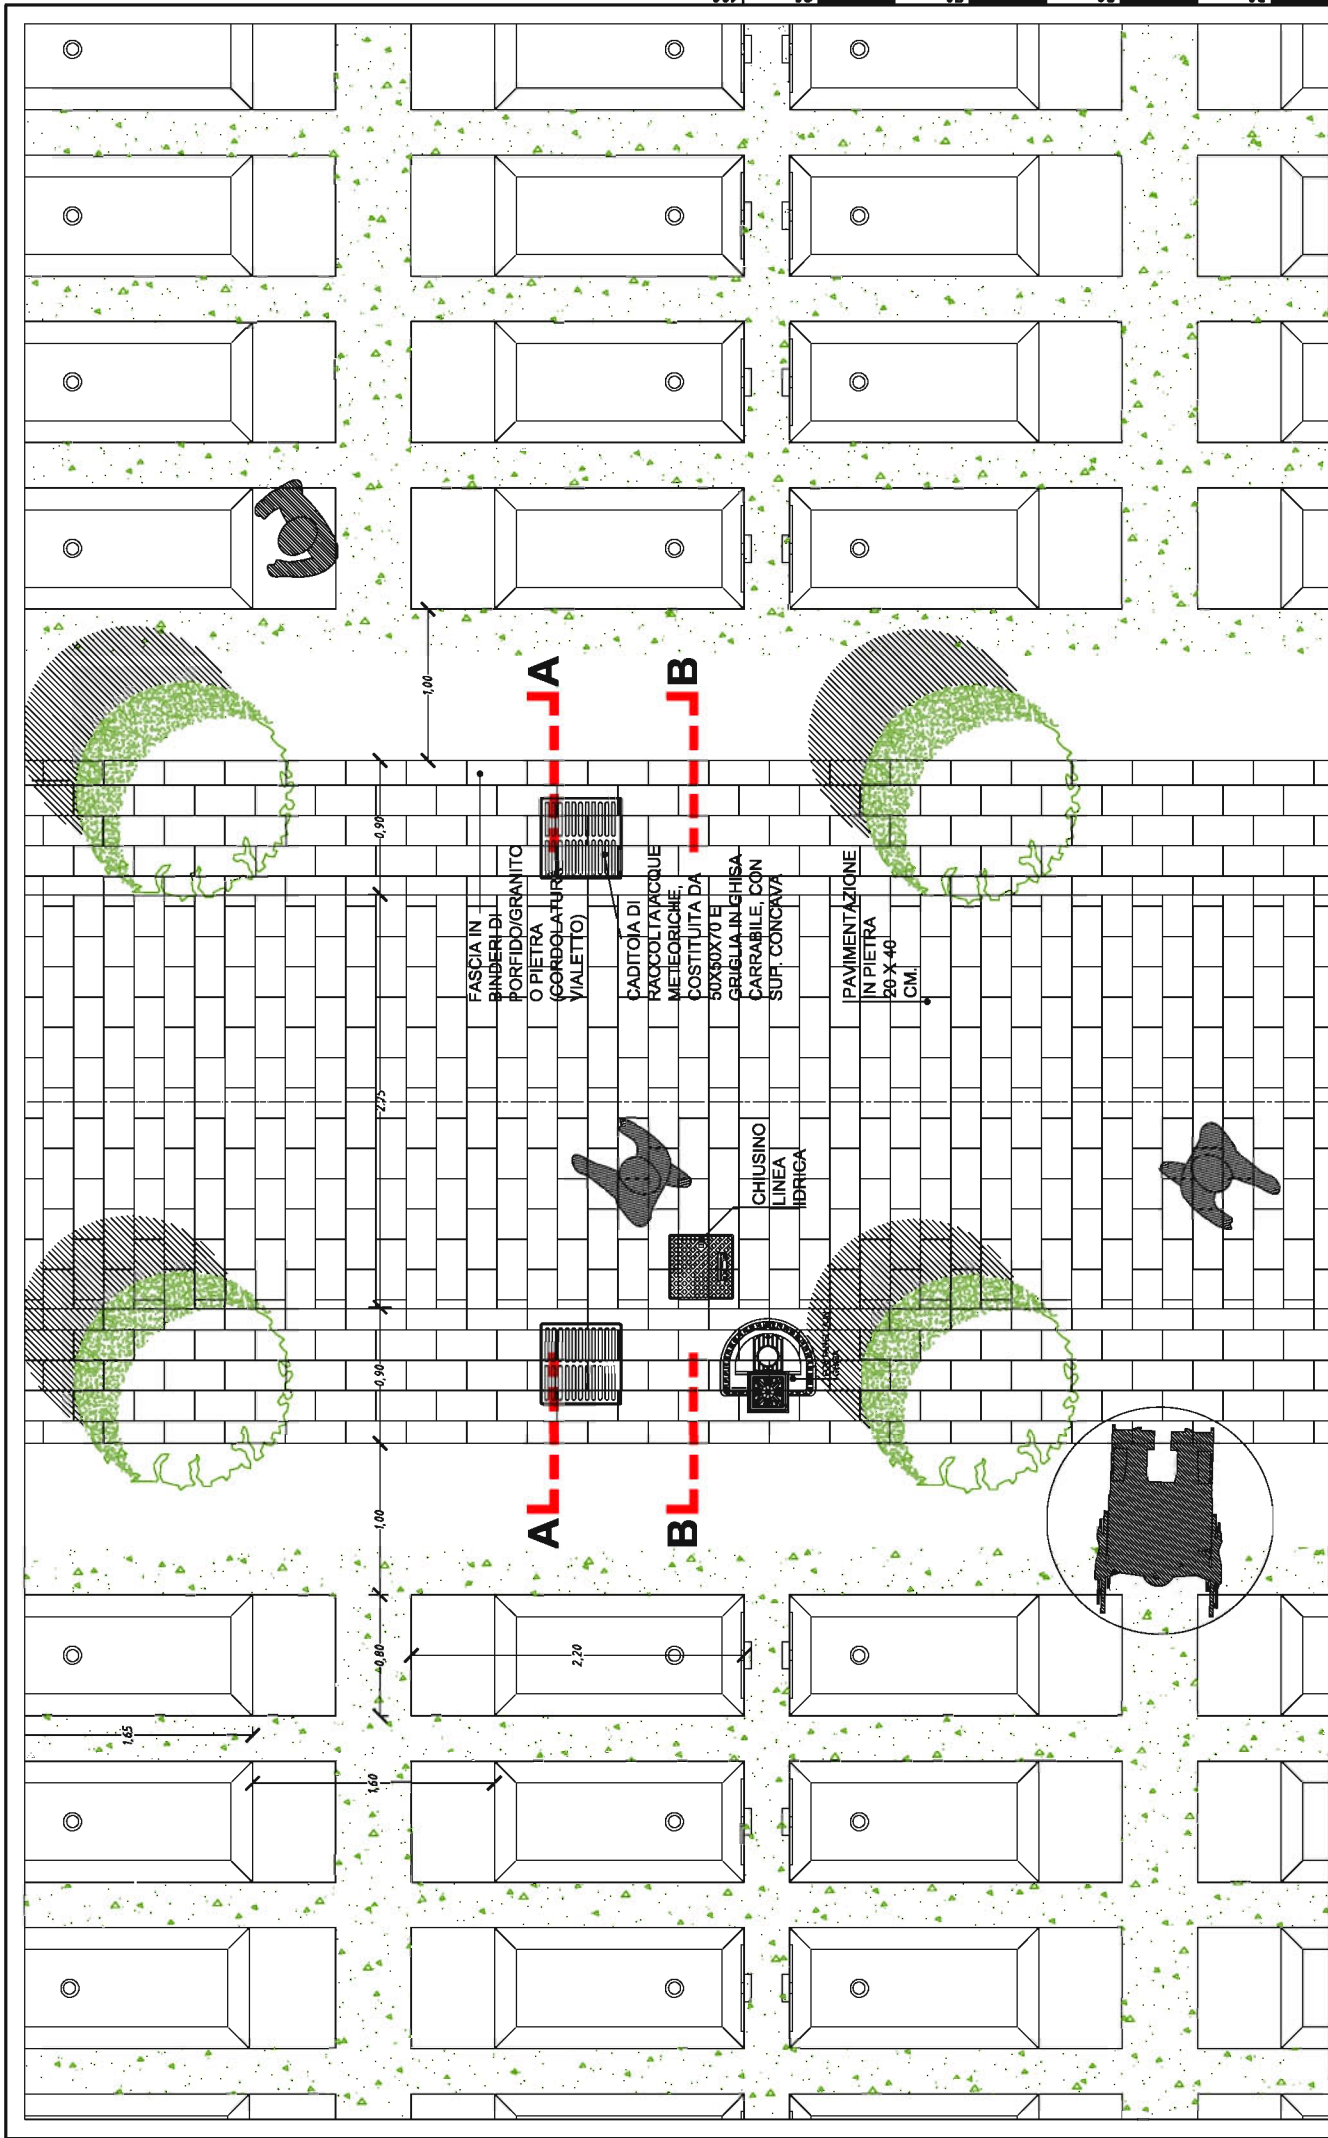 A
B
1,00
0,90
FASCIA IN
BINDERI DI
PORFIDO/GRANITO
O PIETRA
(CORDOLATURA
VIALETTO)
CADITOIA DI
RACCOLTA ACQUE
METEORICHE,
COSTITUITA DA
50X50X70 E
GRIGLIA IN GHISA
CARRABILE, CON
SUP. CONCAVA
PAVIMENTAZIONE
IN PIETRA
20 X 40
CM.
2,75
CHIUSINO
LINEA
IDRICA
0,90
1,00
A
B
0,80
2,20
1,65
1,60